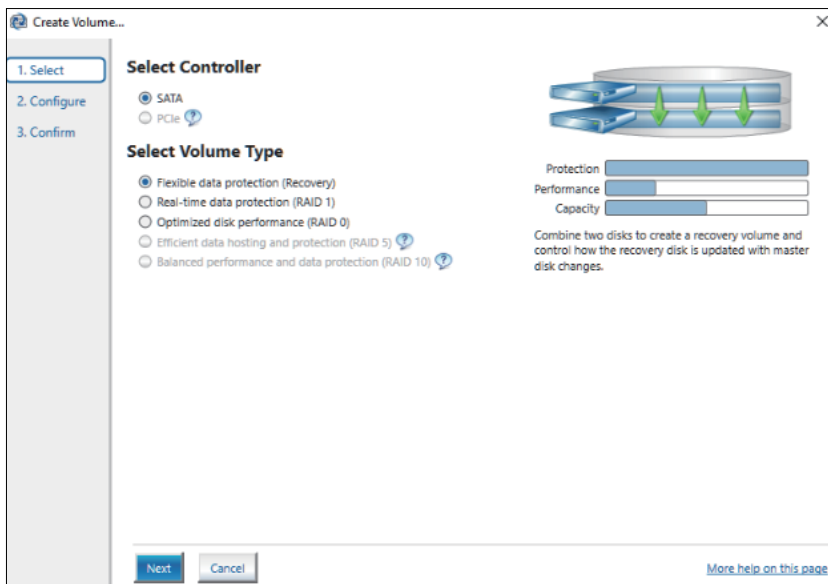 Create Volume...
1. Select
2. Configure
3. Confirm
Select Controller
SATA
PCIe
Select Volume Type
Flexible data protection (Recovery)
Real-time data protection (RAID 1)
Optimized disk performance (RAID 0)
Efficient data hosting and protection (RAID 5)
Balanced performance and data protection (RAID 10)
Protection
Performance
Capacity
Combine two disks to create a recovery volume and
control how the recovery disk is updated with master
disk changes.
Next
Cancel
More help on this page